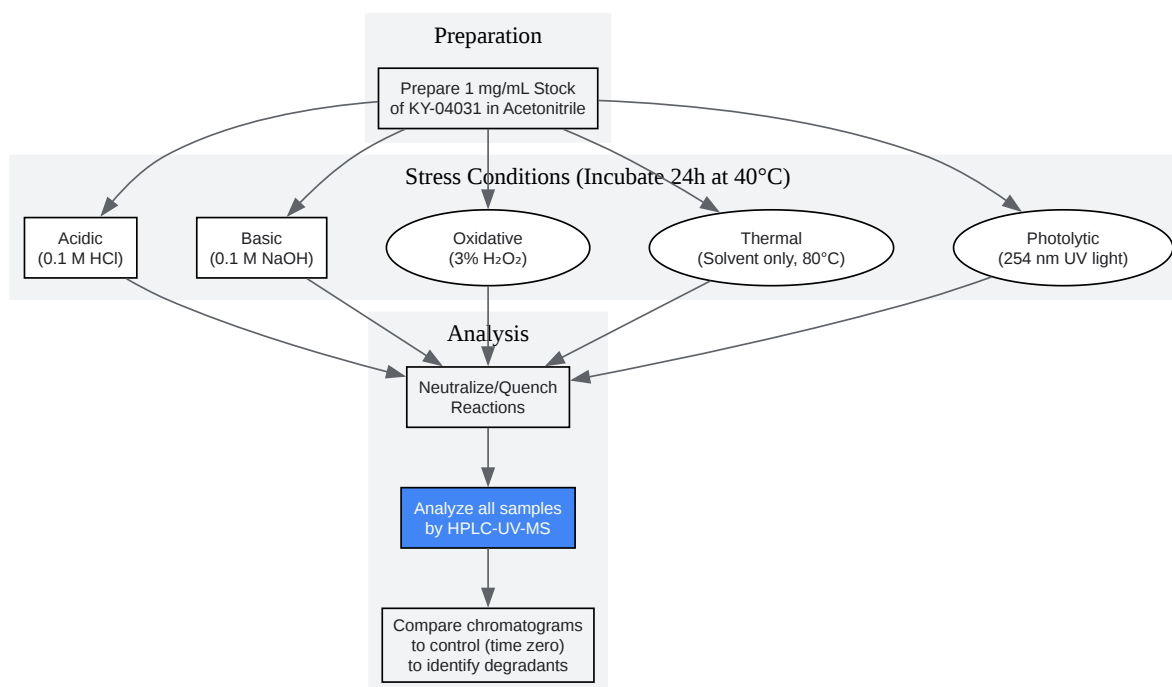 Preparation
Prepare 1 mg/mL Stock
of KY-04031 in Acetonitrile
Stress Conditions (Incubate 24h at 40°C)
Acidic
(0.1 M HCl)
Basic
(0.1 M NaOH)
Oxidative
(3% H₂O₂)
Thermal
(Solvent only, 80°C)
Photolytic
(254 nm UV light)
Analysis
Neutralize/Quench
Reactions
Analyze all samples
by HPLC-UV-MS
Compare chromatograms
to control (time zero)
to identify degradants